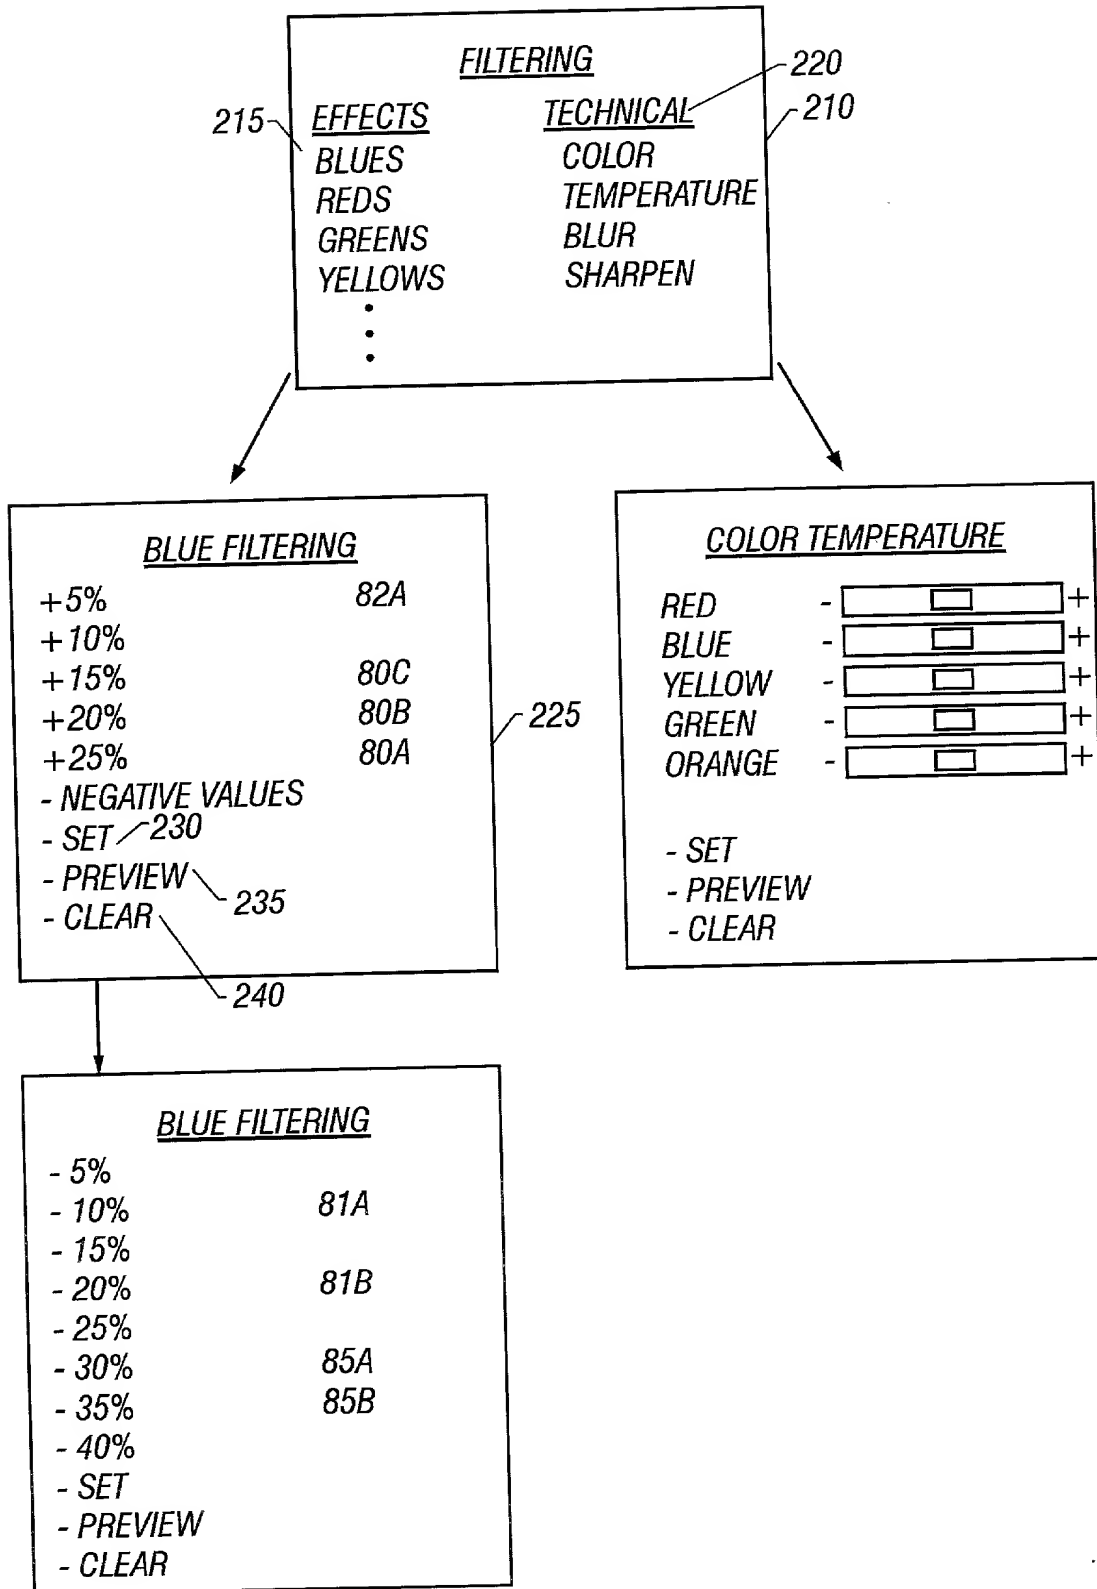 FILTERING
220
215 EFFECTS TECHNICAL 210
BLUES COLOR
REDS TEMPERATURE
GREENS BLUR
YELLOWS SHARPEN
BLUE FILTERING
+5% 82A
+10%
+15% 80C
+20% 80B 225
+25% 80A
- NEGATIVE VALUES
- SET 230
- PREVIEW 235
- CLEAR
240
COLOR TEMPERATURE
RED - +
BLUE - +
YELLOW - +
GREEN - +
ORANGE - +
- SET
- PREVIEW
- CLEAR
BLUE FILTERING
- 5%
- 10% 81A
- 15%
- 20% 81B
- 25%
- 30% 85A
- 35% 85B
- 40%
- SET
- PREVIEW
- CLEAR